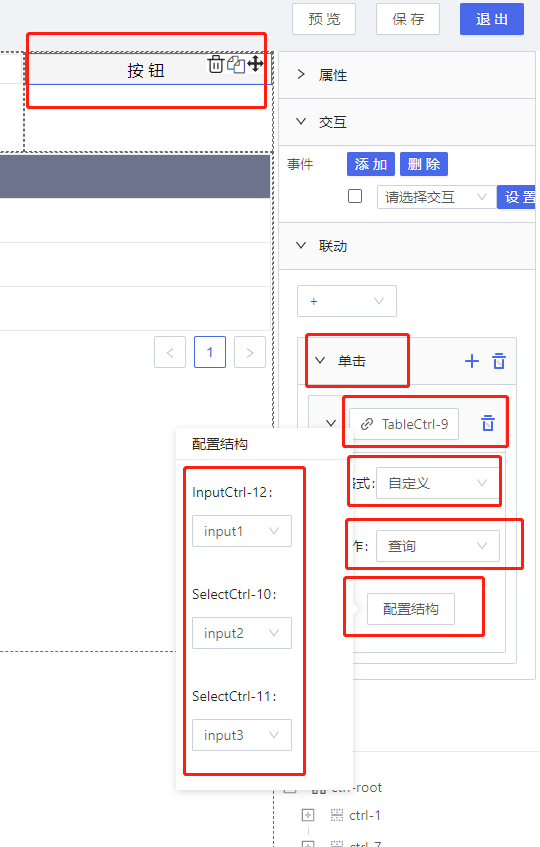 预 览
保 存
退 出
按 钮
属性
交互
事件
添 加
删 除
请选择交互
设 置
联动
+
1
单击
TableCtrl-9
配置结构
格式:
自定义
InputCtrl-12:
input1
作:
查询
配置结构
SelectCtrl-10:
input2
SelectCtrl-11:
input3
ctrl-root
ctrl-1
ctrl-7